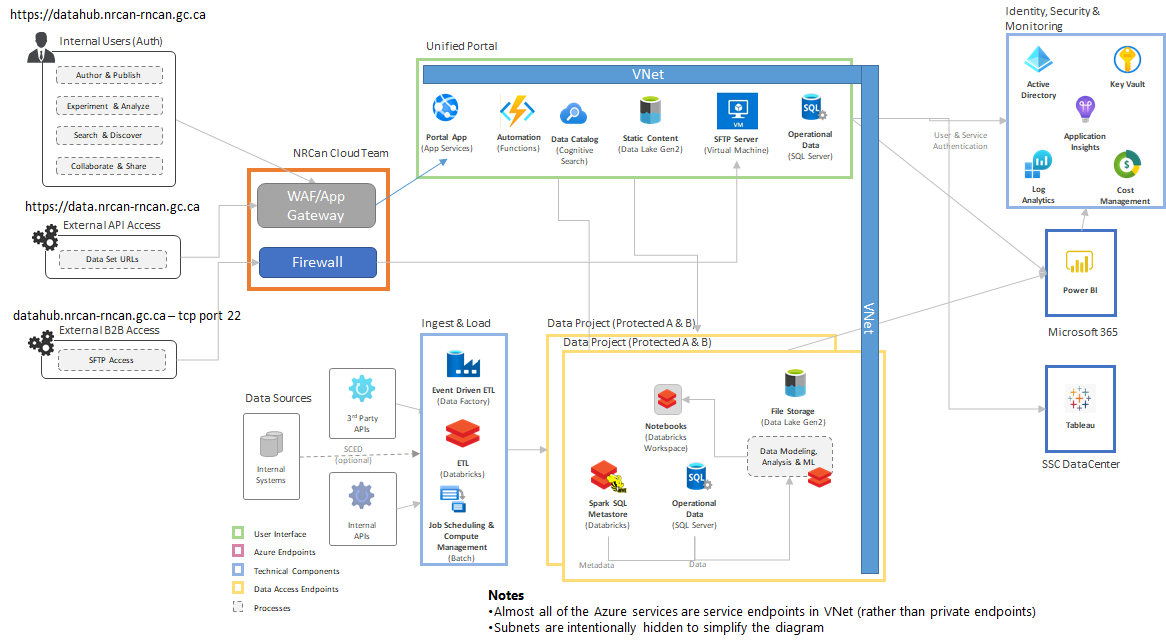 https://datahub.nrcan-rncan.gc.ca
Internal Users (Auth)
Author & Publish
Experiment & Analyze
Search & Discover
Collaborate & Share
https://data.nrcan-rncan.gc.ca
External API Access
Data Set URLs
datahub.nrcan-rncan.gc.ca – tcp port 22
External B2B Access
SFTP Access
NRCan Cloud Team
WAF/App
Gateway
Firewall
Unified Portal
VNet
Portal App
(App Services)
Automation
(Functions)
Data Catalog
(Cognitive
Search)
Static Content
(Data Lake Gen2)
VM
SFTP Server
(Virtual Machine)
SQL
Operational
Data
(SQL Server)
VNet
User & Service
Authentication
Identity, Security &
Monitoring
Active
Directory
Key Vault
Application
Insights
Log
Analytics
Cost
Management
Power BI
Microsoft 365
Tableau
SSC DataCenter
Data Sources
Internal
Systems
3rd Party
APIs
SCED
(optional)
Internal
APIs
Ingest & Load
Event Driven ETL
(Data Factory)
ETL
(Databricks)
Job Scheduling &
Compute
Management
(Batch)
Data Project (Protected A & B)
Data Project (Protected A & B)
Notebooks
(Databricks
Workspace)
File Storage
(Data Lake Gen2)
Data Modeling,
Analysis & ML
Spark SQL
Metastore
(Databricks)
SQL
Operational
Data
(SQL Server)
Metadata
Data
User Interface
Azure Endpoints
Technical Components
Data Access Endpoints
Processes
Notes
•Almost all of the Azure services are service endpoints in VNet (rather than private endpoints)
•Subnets are intentionally hidden to simplify the diagram